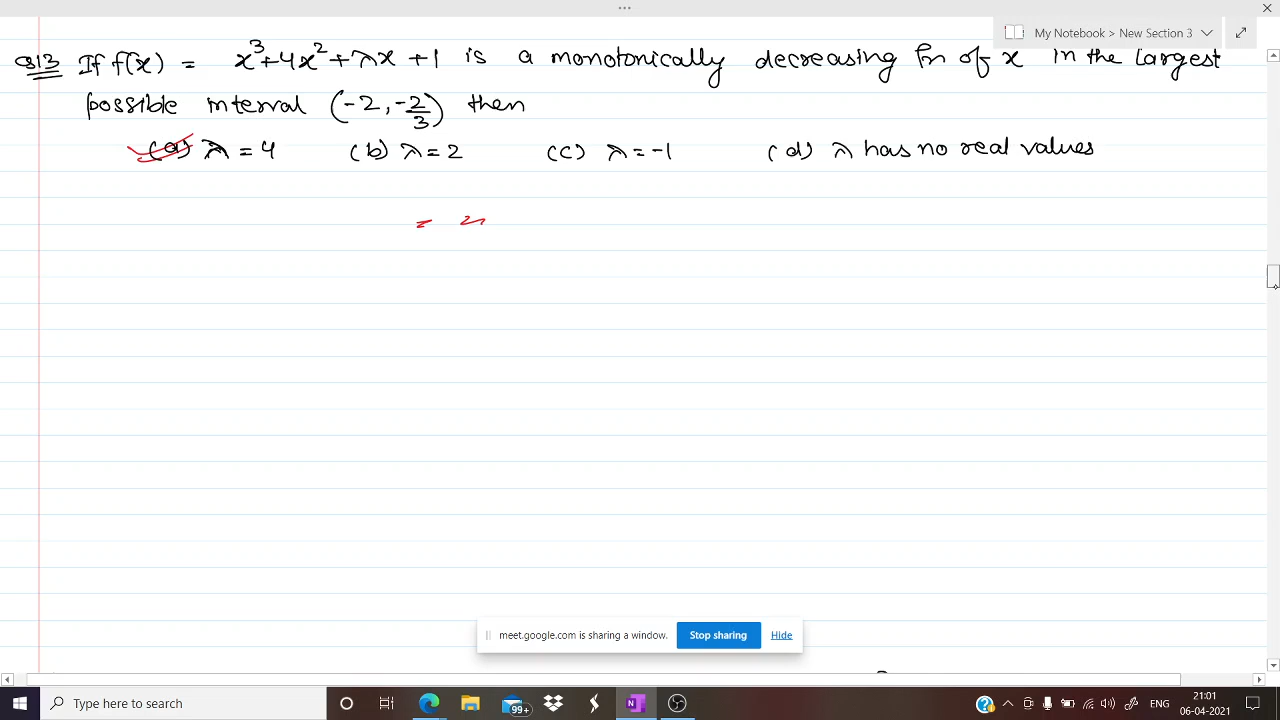 My Notebook > New Section 3
Q13 If f(x) = x³+4x²+λx+1 is a monotonically decreasing fn of x in the largest
possible interval (-2, -2/3) then
(a) λ = 4 (b) λ = 2 (c) λ = -1 (d) λ has no real values
meet.google.com is sharing a window. Stop sharing Hide
Type here to search
99+
ENG
21:01
06-04-2021